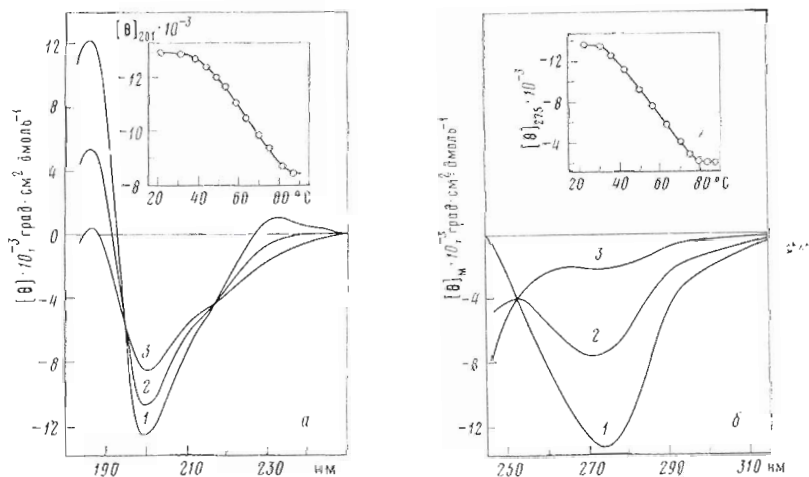 [θ]₂₀₁·10⁻³
12
8
4
0
−4
−8
−12
[θ]·10⁻³, град·см² дмоль⁻¹
−12
−10
−8
20 40 60 80 °C
3
2
1
а
190 210 230
нм
[θ]₂₇₅·10⁻³
−12
−8
20 40 60 80 °C
[θ]м·10⁻³, град·см² дмоль⁻¹
−4
−8
−12
3
2
1
б
250 270 290 310 нм